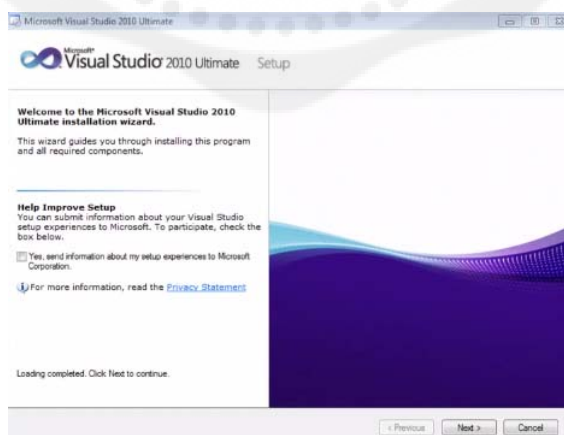 Microsoft Visual Studio 2010 Ultimate
Microsoft®
Visual Studio® 2010 Ultimate Setup
Welcome to the Microsoft Visual Studio 2010
Ultimate installation wizard.
This wizard guides you through installing this program
and all required components.
Help Improve Setup
You can submit information about your Visual Studio
setup experiences to Microsoft. To participate, check the
box below.
Yes, send information about my setup experiences to Microsoft
Corporation.
For more information, read the Privacy Statement
Loading completed. Click Next to continue.
< Previous Next > Cancel